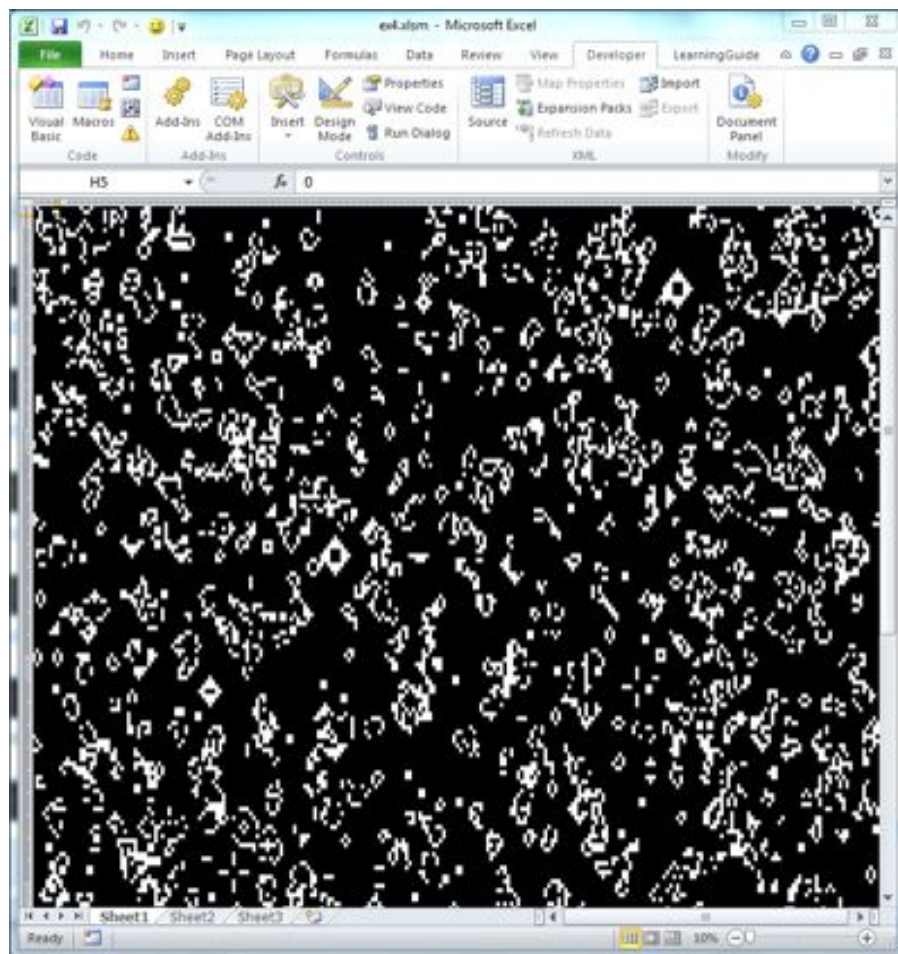 ex4.xlsm - Microsoft Excel
File Home Insert Page Layout Formulas Data Review View Developer LearningGuide
Visual Basic
Macros
Add-Ins
COM Add-Ins
Insert
Design Mode
Properties
View Code
Run Dialog
Source
Map Properties
Expansion Packs
Refresh Data
Import
Export
Document Panel
Code Add-Ins Controls XML Modify
H5 fx 0
Sheet1 Sheet2 Sheet3
Ready 10%